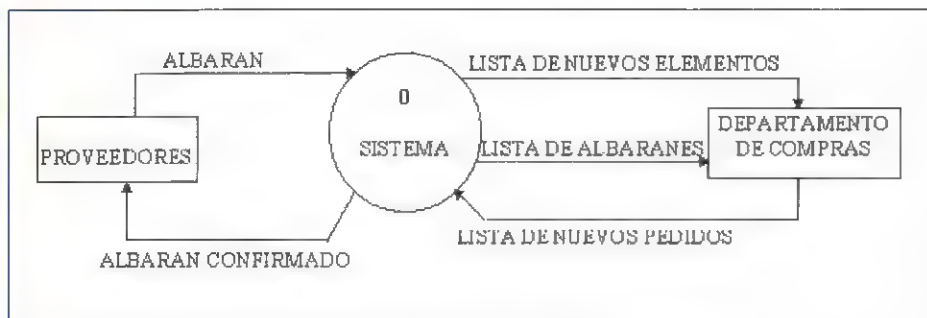 ALBARAN
LISTA DE NUEVOS ELEMENTOS
0
SISTEMA
PROVEEDORES
DEPARTAMENTO
DE COMPRAS
LISTA DE ALBARANES
LISTA DE NUEVOS PEDIDOS
ALBARAN CONFIRMADO